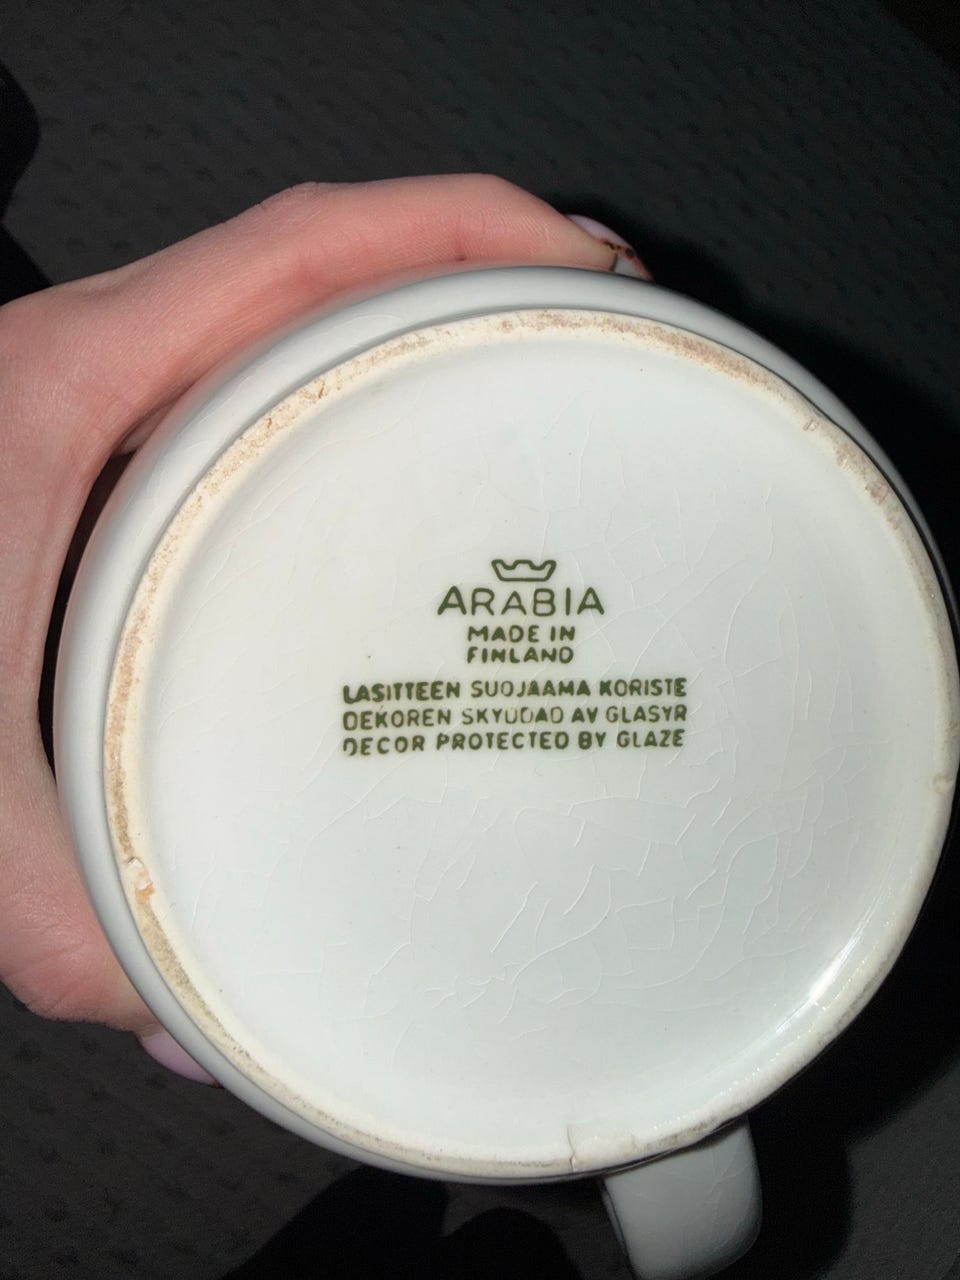 ARABIA
MADE IN
FINLAND
LASITTEEN SUOJAAMA KORISTE
DEKOREN SKYDDAD AV GLASYR
DECOR PROTECTED BY GLAZE